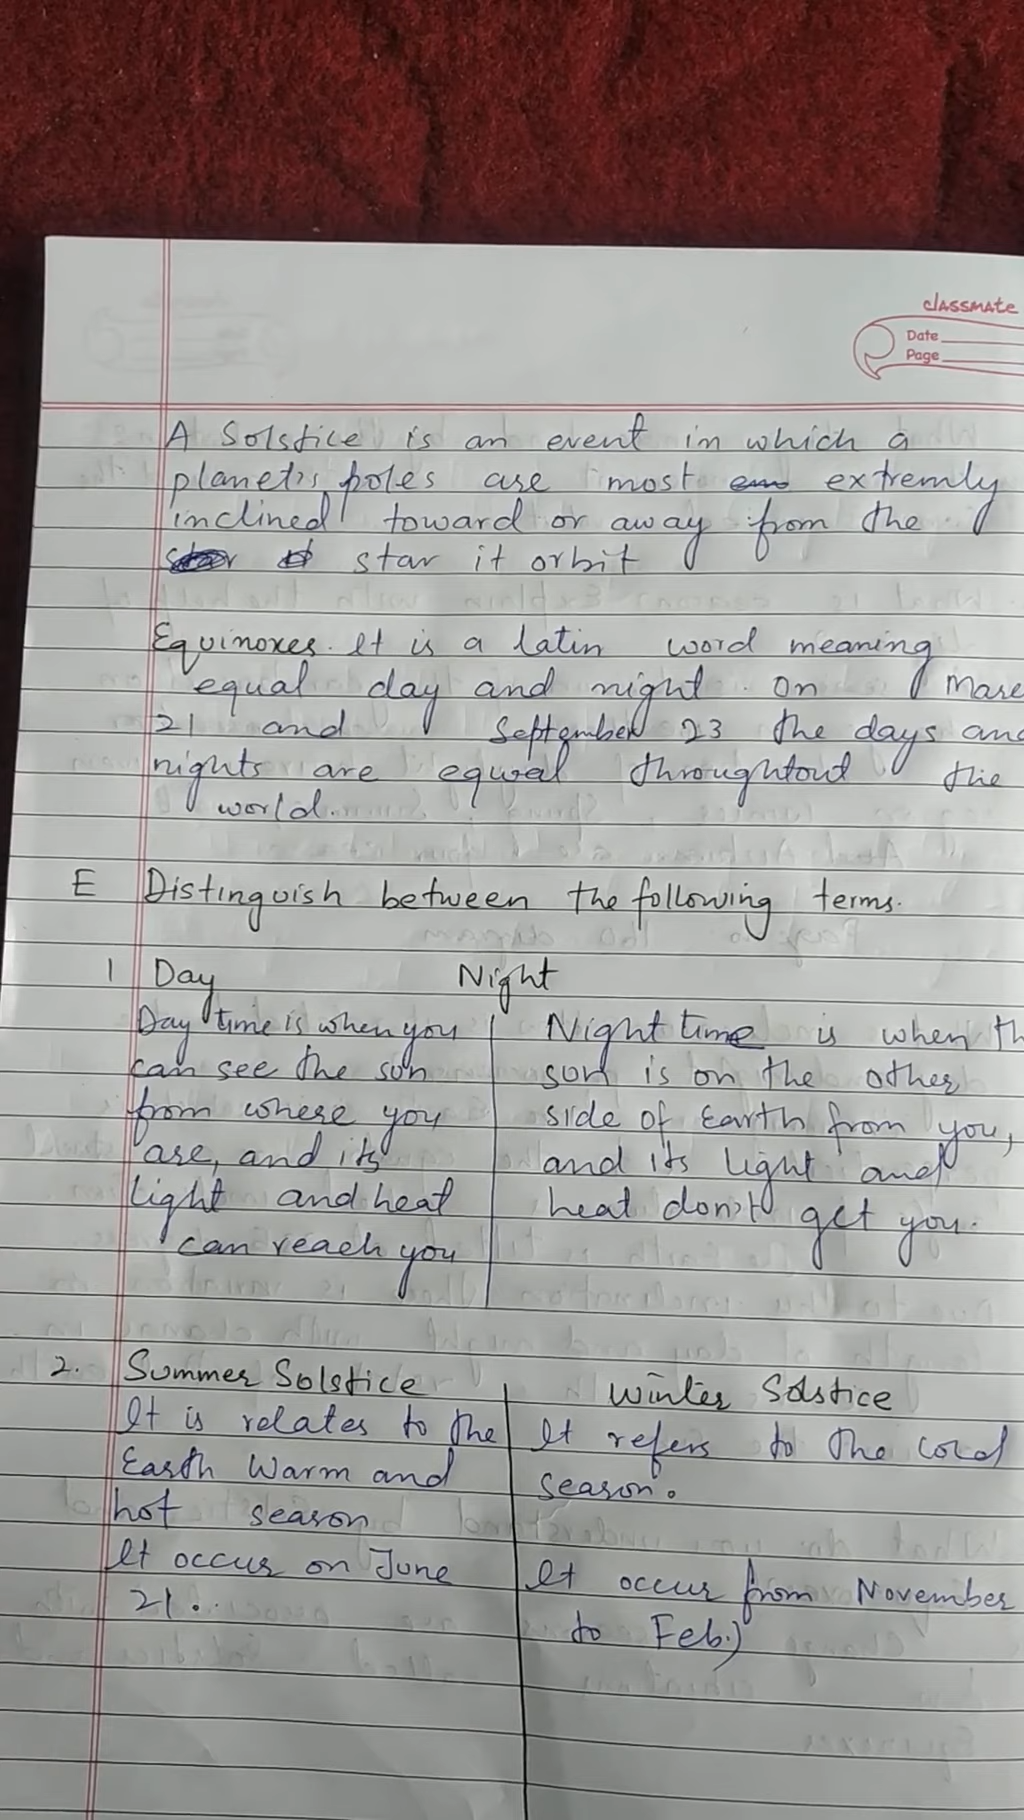 classmate
Date
Page
A Solstice is an event in which a
planet's poles are most extremly
inclined toward or away from the
star it orbit
Equinoxes. It is a latin word meaning
equal day and night. On Marc
21 and September 23 the days and
nights are equal throughtout the
world.
E Distinguish between the following terms.
1 Day Night
Day time is when you
can see the sun
from where you
are, and its
light and heat
can reach you
Night time is when th
sun is on the other
side of Earth from you,
and its light and
heat don't get you.
2. Summer Solstice
It is relates to the
Earth Warm and
hot season
It occur on June
21.
Winter Solstice
It refers to the cold
season.
It occur from November
to Feb.)